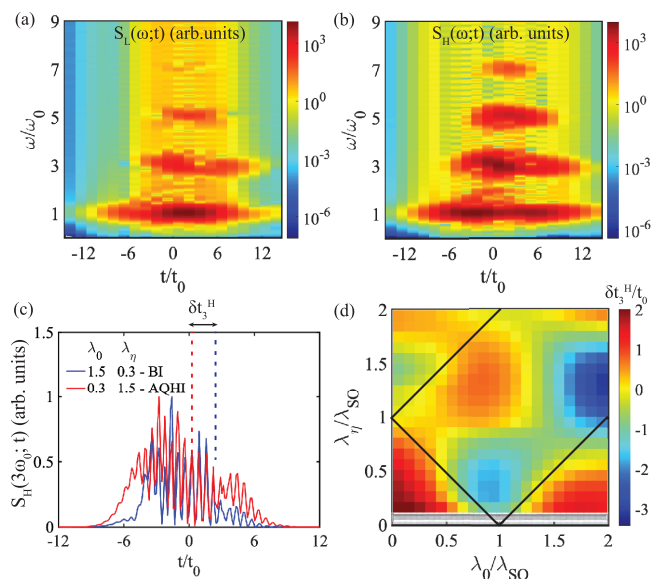 a)
S_L(ω;t) (arb.units)
9
7
5
3
1
ω/ω_0
-12 -6 0 6 12
t/t_0
10^3
10^0
10^-3
10^-6
b)
S_H(ω;t) (arb. units)
9
7
5
3
1
ω/ω_0
-12 -6 0 6 12
t/t_0
10^3
10^0
10^-3
10^-6
(c)
δt_3^H
1.5
1
0.5
0
S_H(3ω_0; t) (arb. units)
λ_0 λ_η
1.5 0.3 - BI
0.3 1.5 - AQHI
-12 -6 0 6 12
t/t_0
(d)
δt_3^H/t_0
2
1.5
1
0.5
0
λ_η/λ_SO
0 0.5 1 1.5 2
λ_0/λ_SO
2
1
0
-1
-2
-3